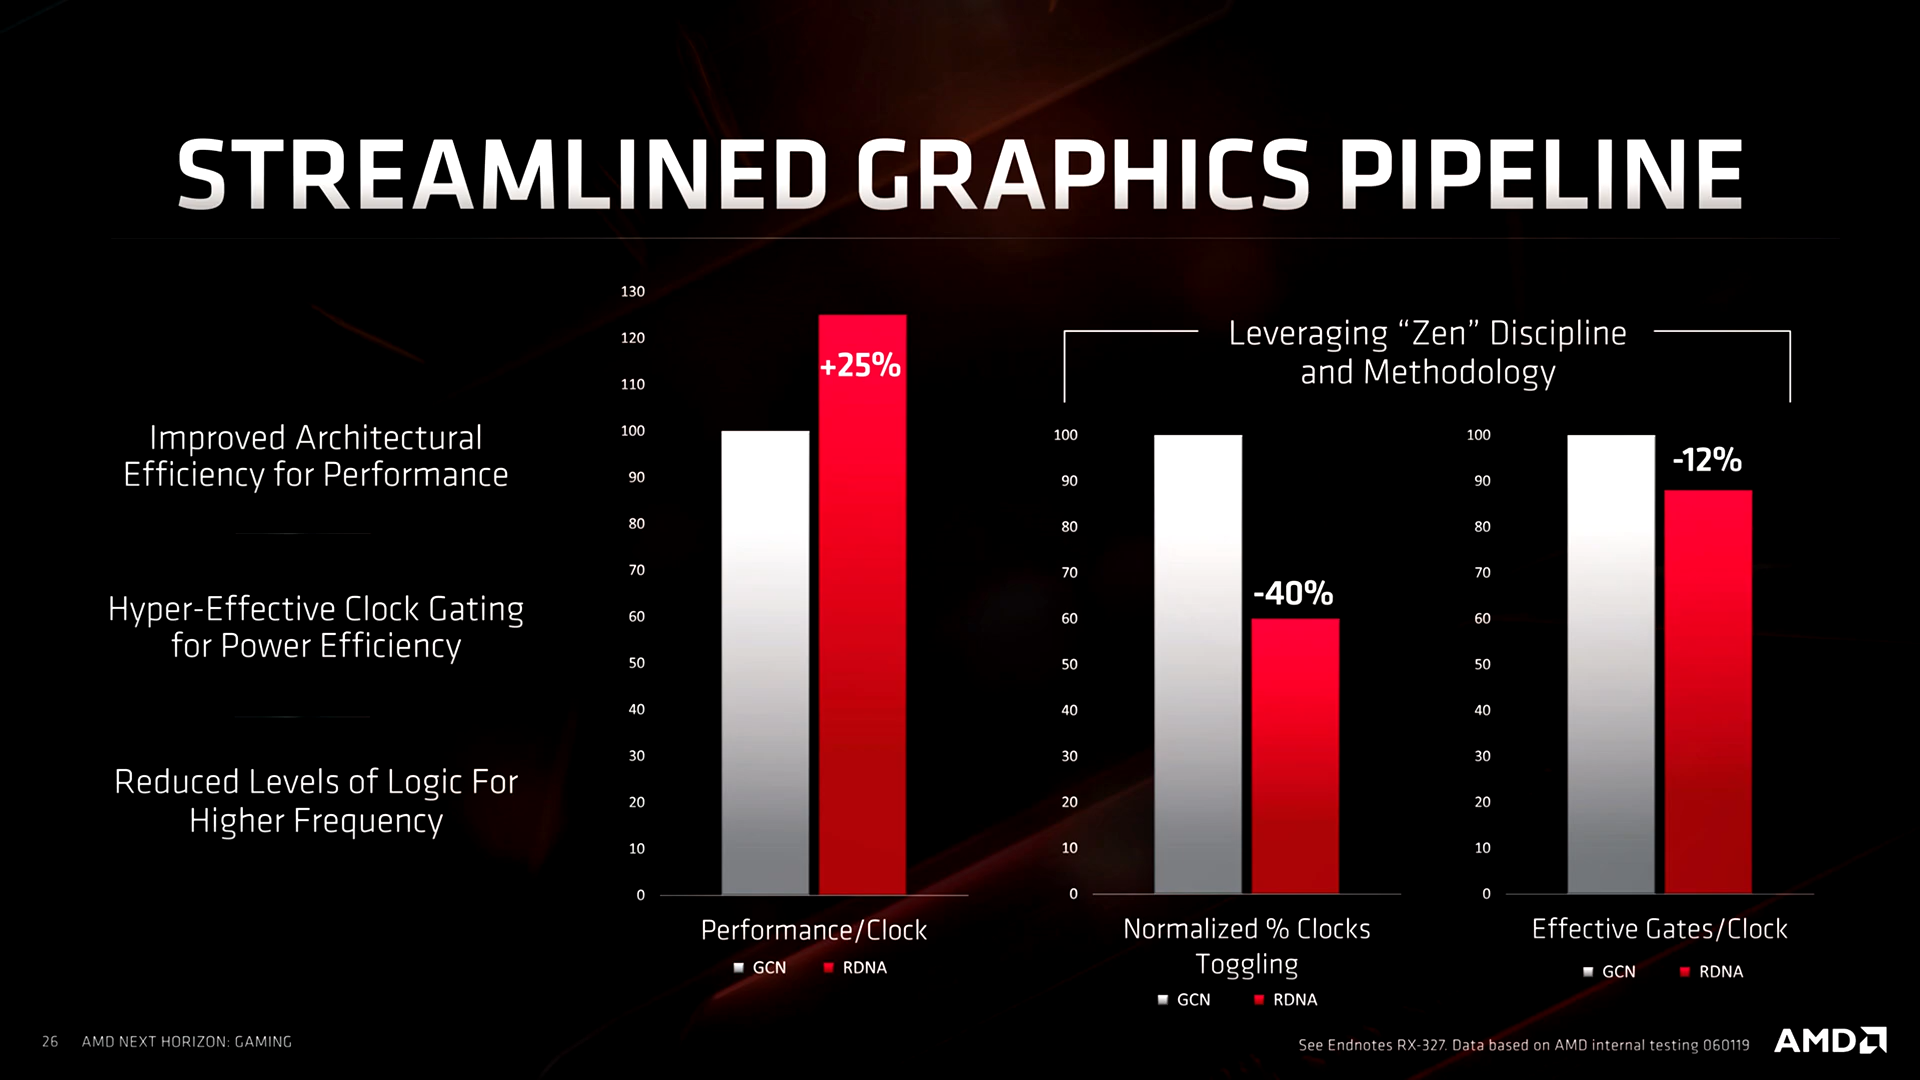 STREAMLINED GRAPHICS PIPELINE
Improved Architectural
Efficiency for Performance
Hyper-Effective Clock Gating
for Power Efficiency
Reduced Levels of Logic For
Higher Frequency
130
120
110
100
90
80
70
60
50
40
30
20
10
0
+25%
Performance/Clock
GCN RDNA
Leveraging “Zen” Discipline
and Methodology
100
90
80
70
60
50
40
30
20
10
0
-40%
Normalized % Clocks
Toggling
GCN RDNA
100
90
80
70
60
50
40
30
20
10
0
-12%
Effective Gates/Clock
GCN RDNA
26 AMD NEXT HORIZON: GAMING
See Endnotes RX-327. Data based on AMD internal testing 060119
AMD